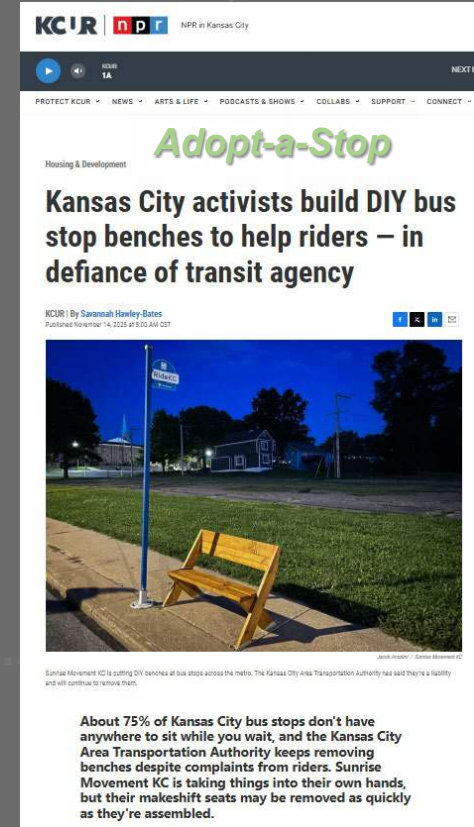 KCUR | npr NPR in Kansas City
KCUR
1A
NEXT
PROTECT KCUR NEWS ARTS & LIFE PODCASTS & SHOWS COLLABS SUPPORT CONNECT
Adopt-a-Stop
Housing & Development
Kansas City activists build DIY bus
stop benches to help riders — in
defiance of transit agency
KCUR | By Savannah Hawley-Bates
Published November 14, 2025 at 5:00 AM CST
RideKC
/ Sunrise Movement KC
Sunrise Movement KC is putting DIY benches at bus stops across the metro. The Kansas City Area Transportation Authority has said they're a liability
and will continue to remove them.
About 75% of Kansas City bus stops don't have
anywhere to sit while you wait, and the Kansas City
Area Transportation Authority keeps removing
benches despite complaints from riders. Sunrise
Movement KC is taking things into their own hands,
but their makeshift seats may be removed as quickly
as they're assembled.